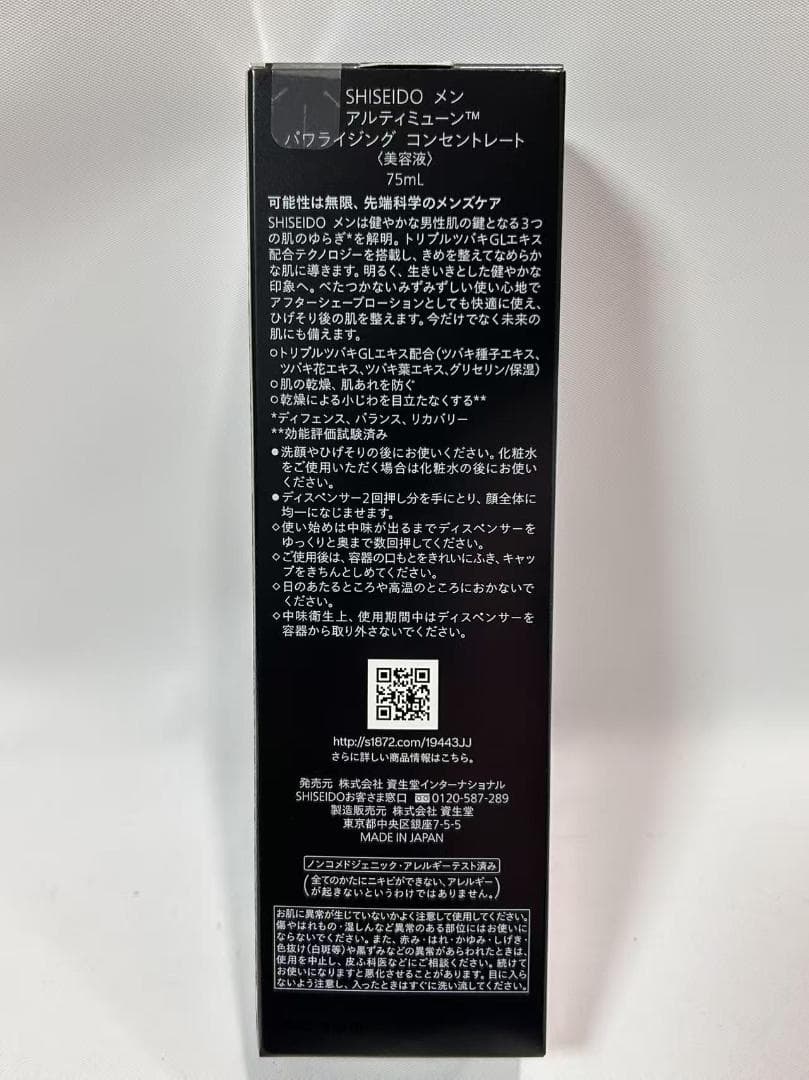 SHISEIDO メン
アルティミューン™
パワライジング コンセントレート
〈美容液〉
75mL
可能性は無限、先端科学のメンズケア
SHISEIDO メンは健やかな男性肌の鍵となる3つ
の肌のゆらぎ*を解明。トリプルツバキGLエキス
配合テクノロジーを搭載し、きめを整えてなめらか
な肌に導きます。明るく、生きいきとした健やかな
印象へ。べたつかないみずみずしい使い心地で
アフターシェーブローションとしても快適に使え、
ひげそり後の肌を整えます。今だけでなく未来の
肌にも備えます。
○トリプルツバキGLエキス配合(ツバキ種子エキス、
ツバキ花エキス、ツバキ葉エキス、グリセリン/保湿)
○肌の乾燥、肌あれを防ぐ
○乾燥による小じわを目立たなくする**
*ディフェンス、バランス、リカバリー
**効能評価試験済み
●洗顔やひげそりの後にお使いください。化粧水
をご使用いただく場合は化粧水の後にお使い
ください。
●ディスペンサー2回押し分を手にとり、顔全体に
均一になじませます。
◇使い始めは中味が出るまでディスペンサーを
ゆっくりと奥まで数回押してください。
◇ご使用後は、容器の口もとをきれいにふき、キャッ
プをきちんとしめてください。
◇日のあたるところや高温のところにおかないで
ください。
◇中味衛生上、使用期間中はディスペンサーを
容器から取り外さないでください。
http://s1872.com/19443JJ
さらに詳しい商品情報はこちら。
発売元 株式会社 資生堂インターナショナル
SHISEIDOお客さま窓口 0120-587-289
製造販売元 株式会社 資生堂
東京都中央区銀座7-5-5
MADE IN JAPAN
ノンコメドジェニック・アレルギーテスト済み
(全てのかたにニキビができない、アレルギー
が起きないというわけではありません。)
お肌に異常が生じていないかよく注意して使用してください。
傷やはれもの・湿しんなど異常のある部位にはお使いに
ならないでください。また、赤み・はれ・かゆみ・しげき・
色抜け(白斑等)や黒ずみなどの異常があらわれたときは、
使用を中止し、皮ふ科医などにご相談ください。続けて
お使いになりますと悪化させることがあります。目に入ら
ないよう注意し、入ったときはすぐに洗い流してください。